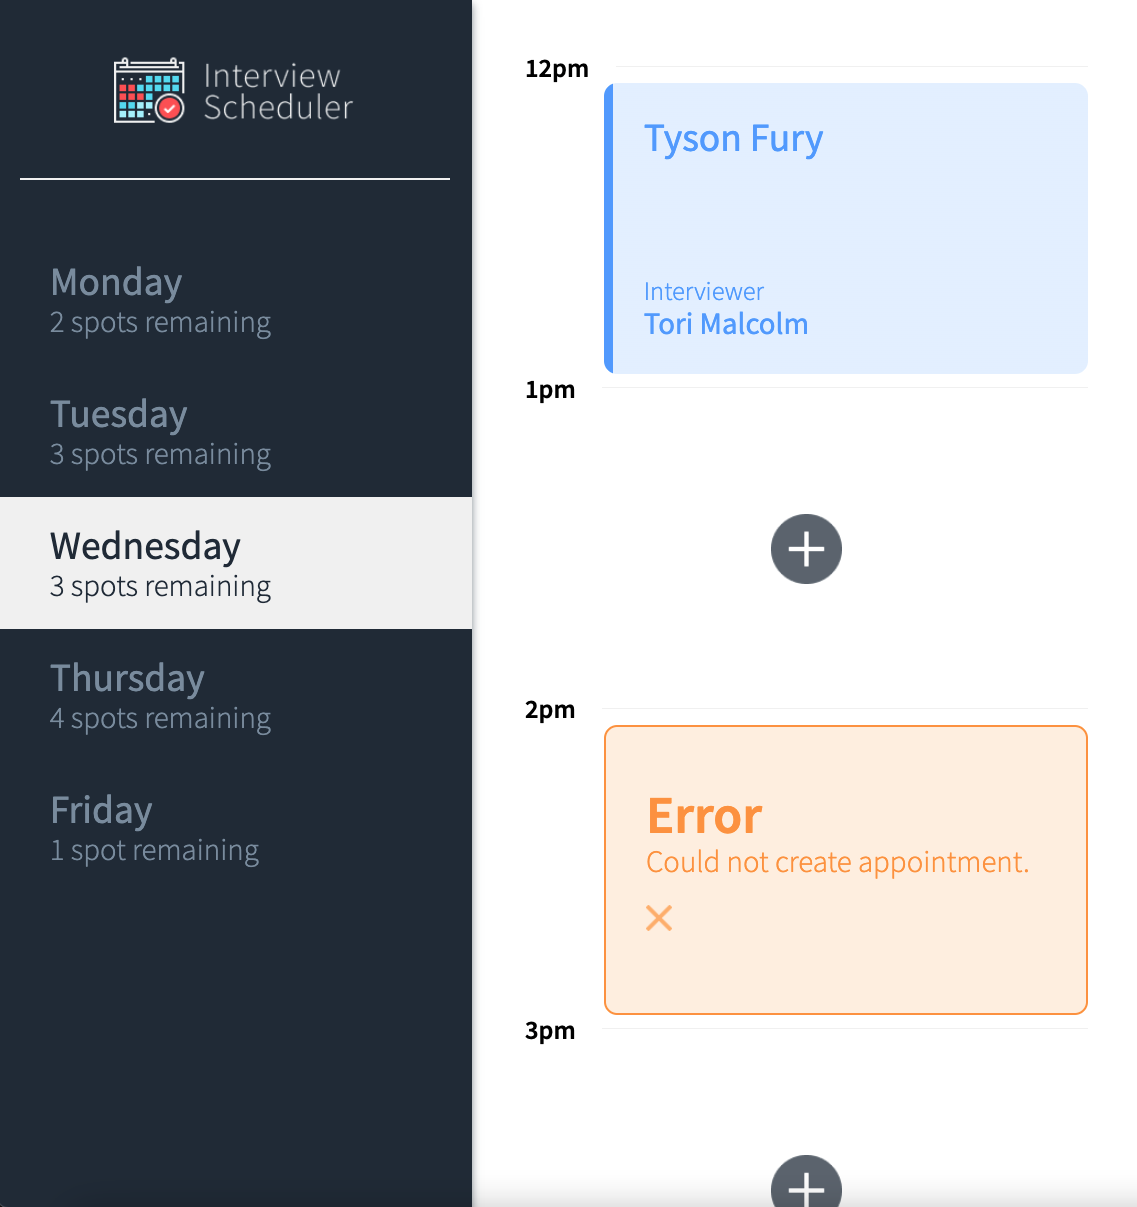 Interview
Scheduler
Monday
2 spots remaining
Tuesday
3 spots remaining
Wednesday
3 spots remaining
Thursday
4 spots remaining
Friday
1 spot remaining
12pm
Tyson Fury
Interviewer
Tori Malcolm
1pm
2pm
Error
Could not create appointment.
3pm